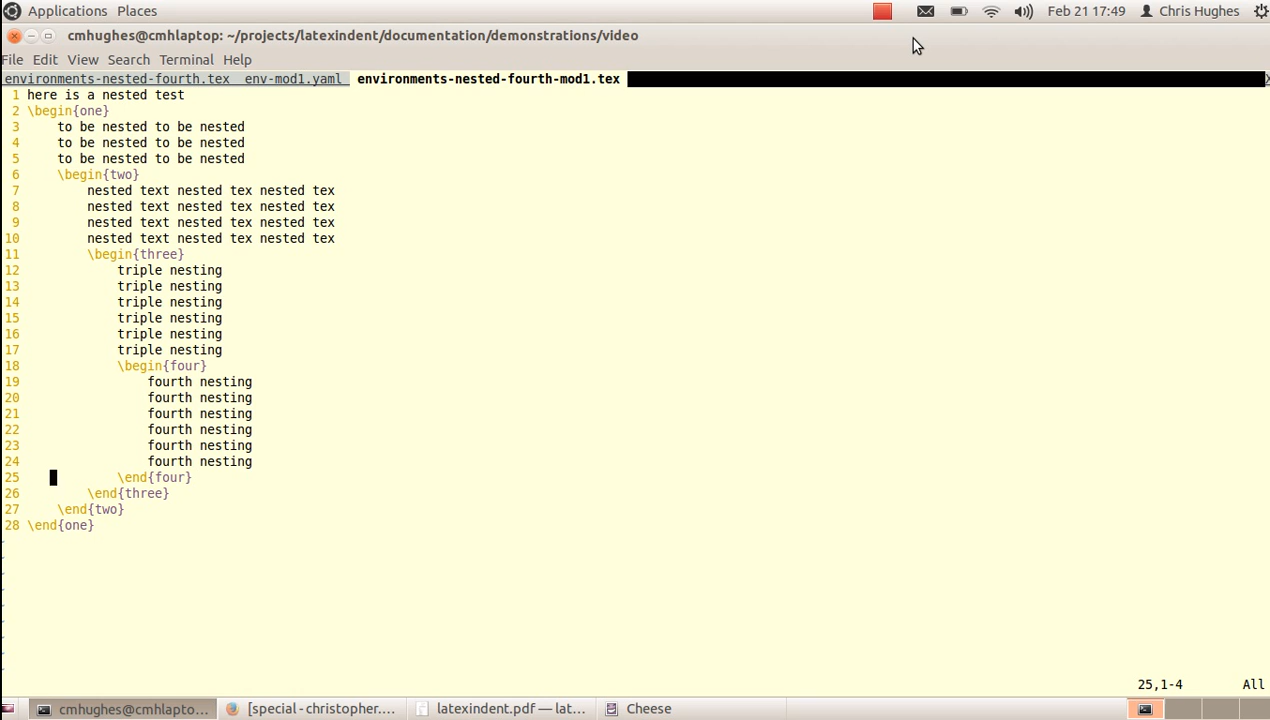 Applications Places Feb 21 17:49 Chris Hughes
cmhughes@cmhlaptop: ~/projects/latexindent/documentation/demonstrations/video
File Edit View Search Terminal Help
environments-nested-fourth.tex env-mod1.yaml environments-nested-fourth-mod1.tex X
1 here is a nested test
2 \begin{one}
3 to be nested to be nested
4 to be nested to be nested
5 to be nested to be nested
6 \begin{two}
7 nested text nested tex nested tex
8 nested text nested tex nested tex
9 nested text nested tex nested tex
10 nested text nested tex nested tex
11 \begin{three}
12 triple nesting
13 triple nesting
14 triple nesting
15 triple nesting
16 triple nesting
17 triple nesting
18 \begin{four}
19 fourth nesting
20 fourth nesting
21 fourth nesting
22 fourth nesting
23 fourth nesting
24 fourth nesting
25 \end{four}
26 \end{three}
27 \end{two}
28 \end{one}
25,1-4 All
cmhughes@cmhlapto... [special - christopher.... latexindent.pdf — lat... Cheese